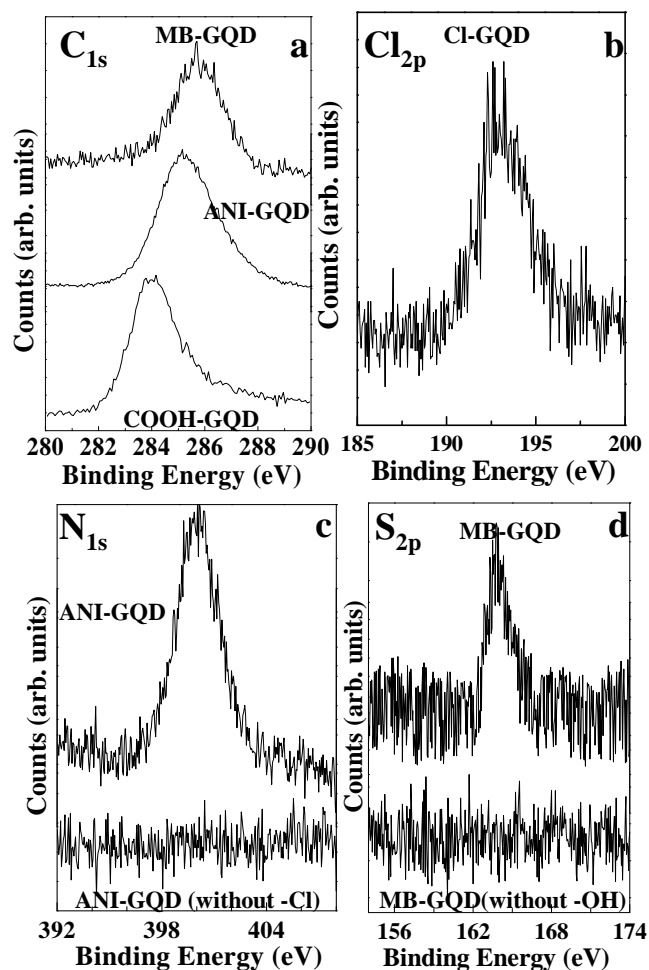 C1s
MB-GQD
a
ANI-GQD
COOH-GQD
Counts (arb. units)
280 282 284 286 288 290
Binding Energy (eV)
Cl2p
Cl-GQD
b
Counts (arb. units)
185 190 195 200
Binding Energy (eV)
N1s
c
ANI-GQD
ANI-GQD (without -Cl)
Counts (arb. units)
392 398 404
Binding Energy (eV)
S2p
MB-GQD
d
MB-GQD(without -OH)
Counts (arb. units)
156 162 168 174
Binding Energy (eV)